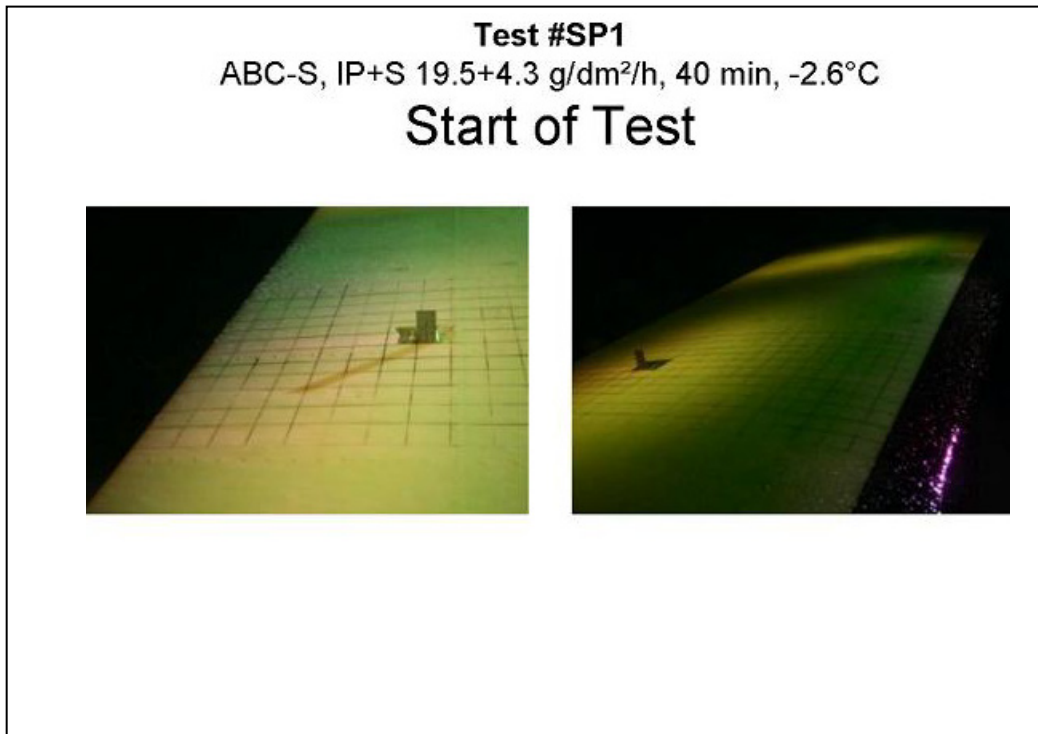 Test #SP1
ABC-S, IP+S 19.5+4.3 g/dm²/h, 40 min, -2.6°C
Start of Test